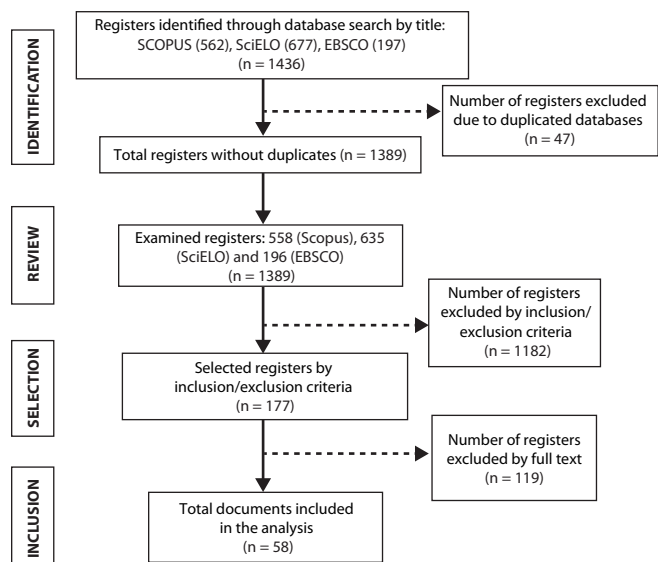 IDENTIFICATION
Registers identified through database search by title:
SCOPUS (562), SciELO (677), EBSCO (197)
(n = 1436)
Number of registers excluded
due to duplicated databases
(n = 47)
Total registers without duplicates (n = 1389)
REVIEW
Examined registers: 558 (Scopus), 635
(SciELO) and 196 (EBSCO)
(n = 1389)
Number of registers
excluded by inclusion/
exclusion criteria
(n = 1182)
SELECTION
Selected registers by
inclusion/exclusion criteria
(n = 177)
Number of registers
excluded by full text
(n = 119)
INCLUSION
Total documents included
in the analysis
(n = 58)